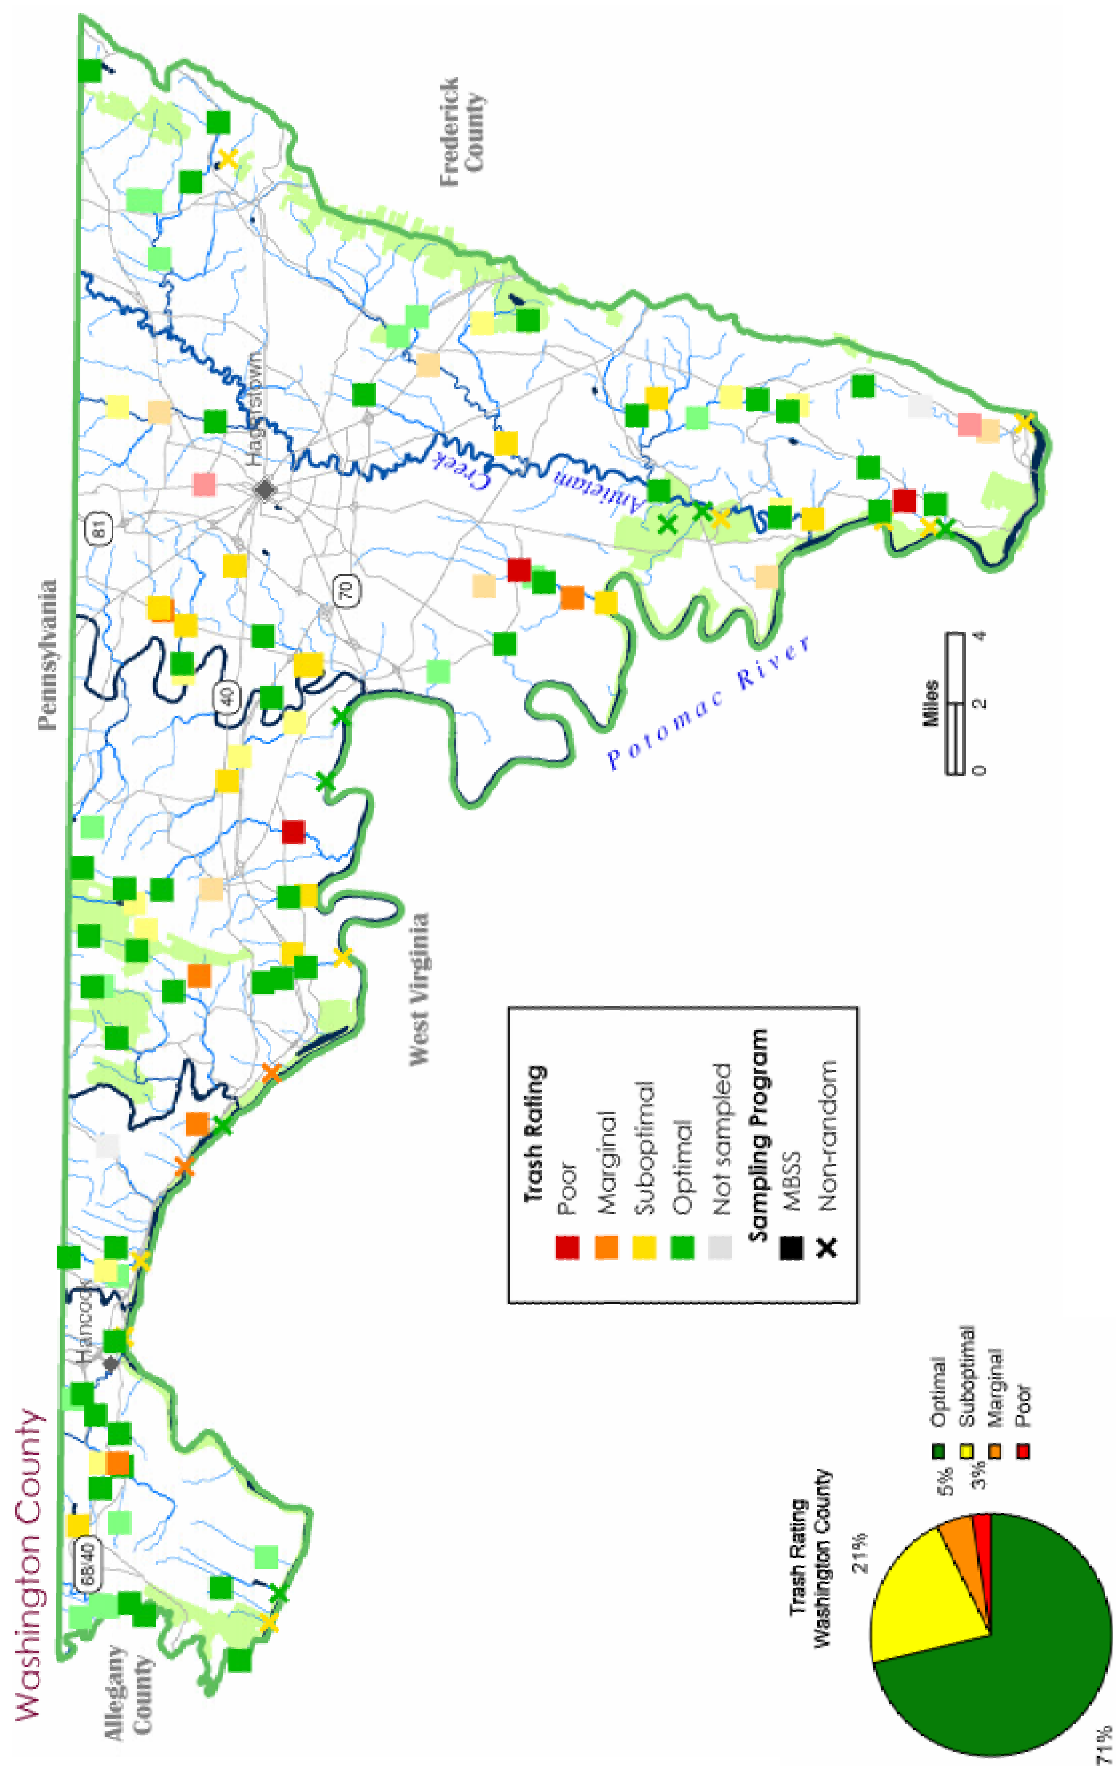 Washington County
Pennsylvania
Allegany
County
68/40
Hancock
40
81
70
Hagerstown
Antietam
Creek
Frederick
County
West Virginia
Potomac River
Trash Rating
Poor
Marginal
Suboptimal
Optimal
Not sampled
Sampling Program
MBSS
Non-random
Miles
0 2 4
Trash Rating
Washington County
71%
21%
5%
3%
Optimal
Suboptimal
Marginal
Poor